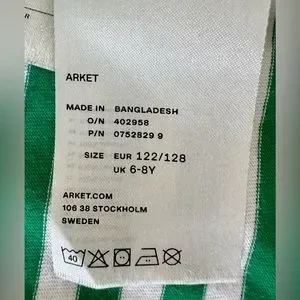 ARKET
MADE IN BANGLADESH
O/N 402958
P/N 0752829 9
SIZE EUR 122/128
UK 6-8Y
ARKET.COM
106 38 STOCKHOLM
SWEDEN
40